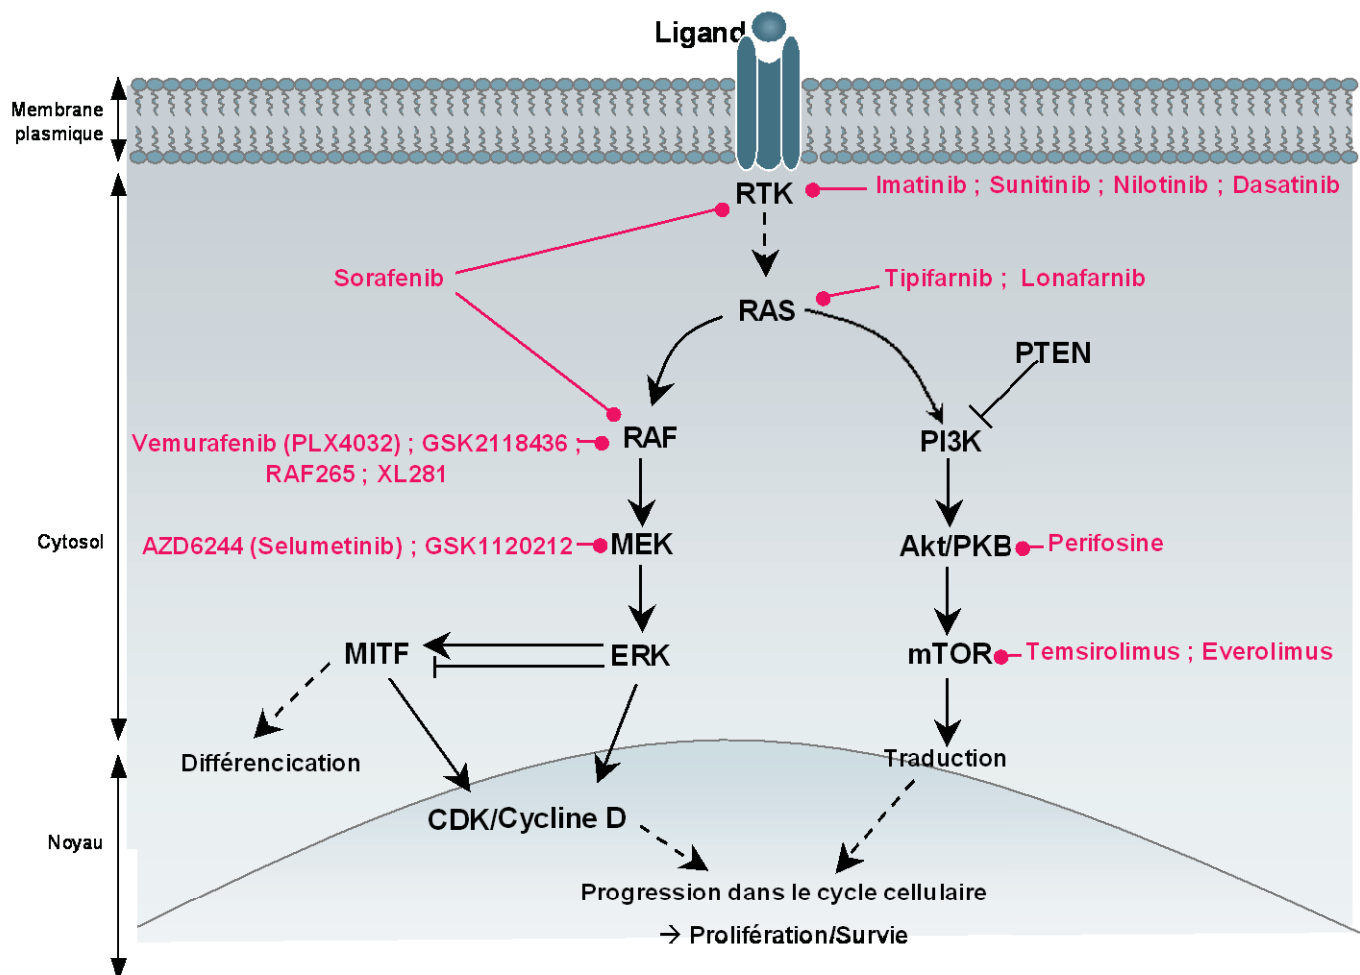 Ligand
Membrane
plasmique
RTK
Imatinib ; Sunitinib ; Nilotinib ; Dasatinib
Sorafenib
Tipifarnib ; Lonafarnib
RAS
PTEN
Vemurafenib (PLX4032) ; GSK2118436 ;
RAF265 ; XL281
RAF
PI3K
Cytosol
AZD6244 (Selumetinib) ; GSK1120212
MEK
Akt/PKB
Perifosine
MITF
ERK
mTOR
Temsirolimus ; Everolimus
Différencication
Traduction
CDK/Cycline D
Noyau
Progression dans le cycle cellulaire
→ Prolifération/Survie